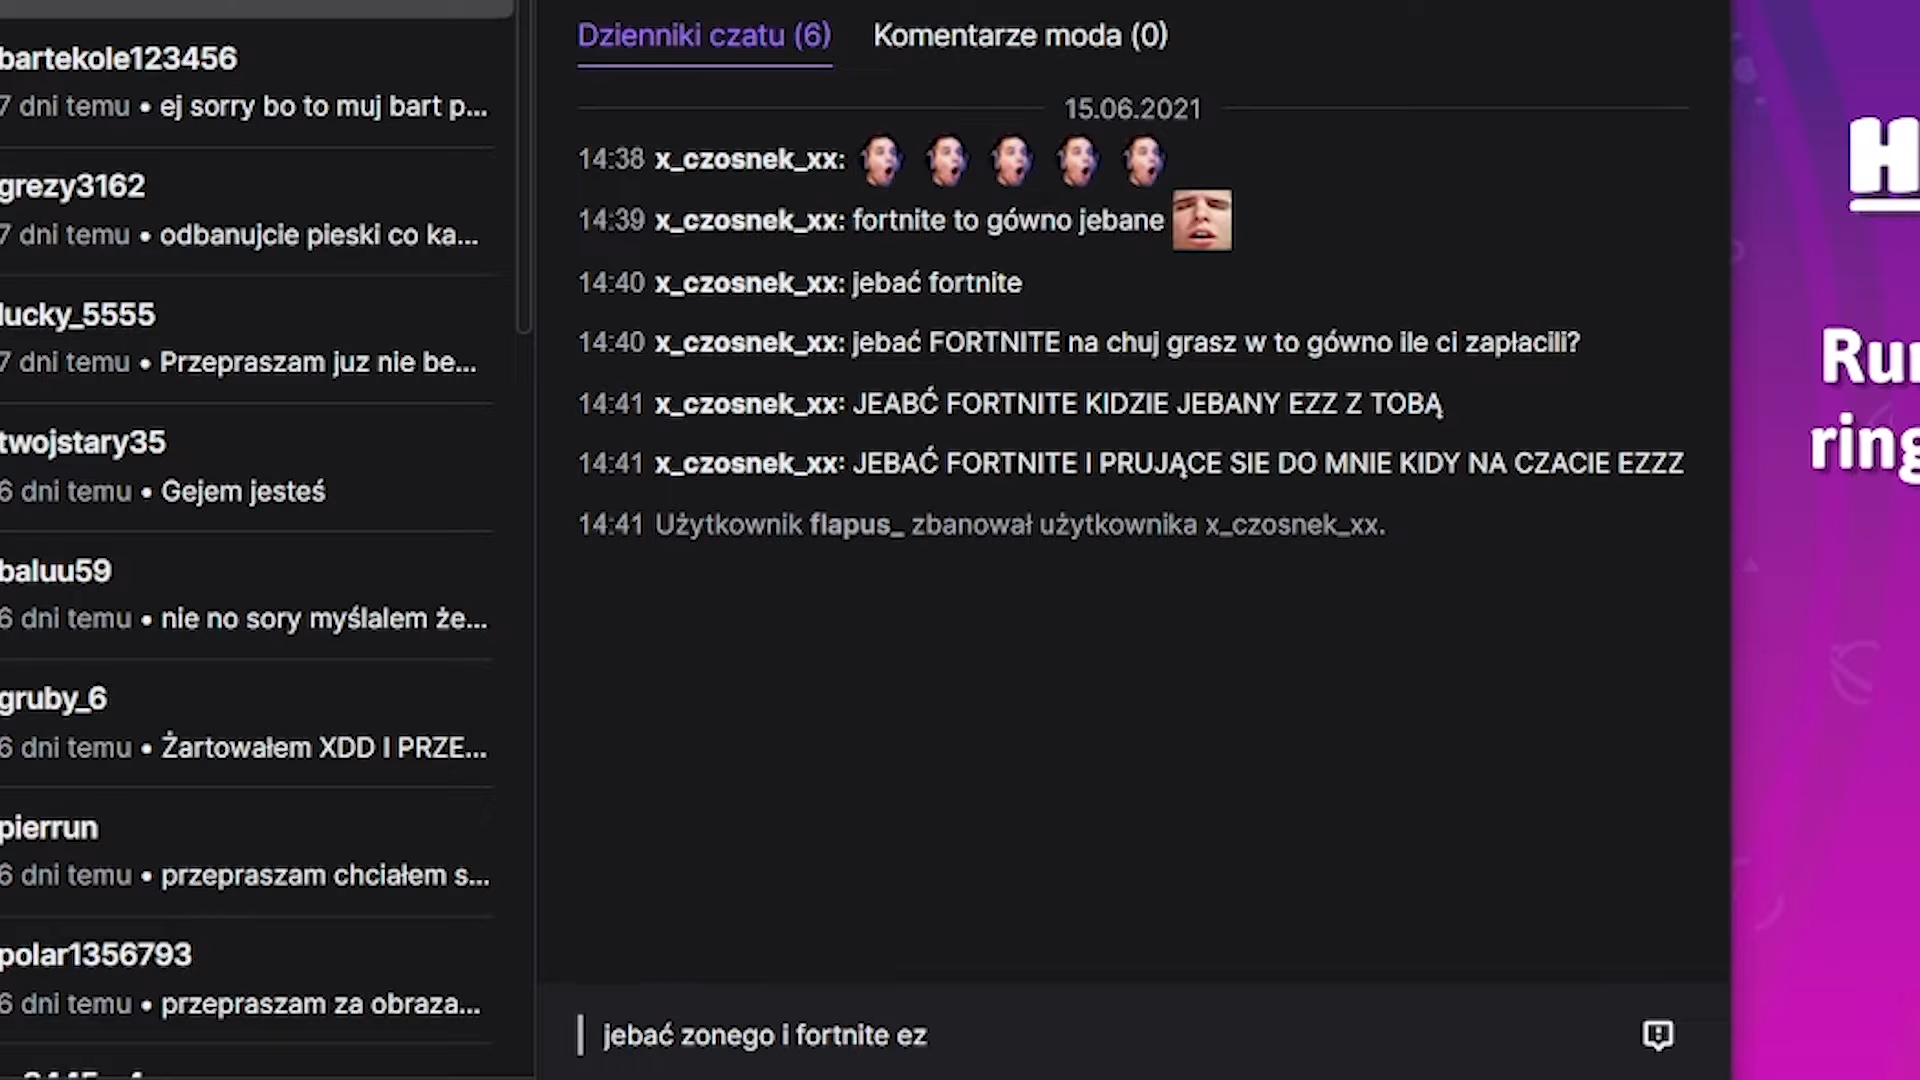 bartekole123456
7 dni temu • ej sorry bo to muj bart p...
grezy3162
7 dni temu • odbanujcie pieski co ka...
lucky_5555
7 dni temu • Przepraszam juz nie be...
twojstary35
6 dni temu • Gejem jesteś
baluu59
6 dni temu • nie no sory myślalem że...
gruby_6
6 dni temu • Żartowałem XDD I PRZE...
pierrun
6 dni temu • przepraszam chciałem s...
polar1356793
6 dni temu • przepraszam za obraza...
Dzienniki czatu (6) Komentarze moda (0)
15.06.2021
14:38 x_czosnek_xx:
14:39 x_czosnek_xx: fortnite to gówno jebane
14:40 x_czosnek_xx: jebać fortnite
14:40 x_czosnek_xx: jebać FORTNITE na chuj grasz w to gówno ile ci zapłacili?
14:41 x_czosnek_xx: JEABĆ FORTNITE KIDZIE JEBANY EZZ Z TOBĄ
14:41 x_czosnek_xx: JEBAĆ FORTNITE I PRUJĄCE SIE DO MNIE KIDY NA CZACIE EZZZ
14:41 Użytkownik flapus_ zbanował użytkownika x_czosnek_xx.
jebać zonego i fortnite ez
H
Rur
ring